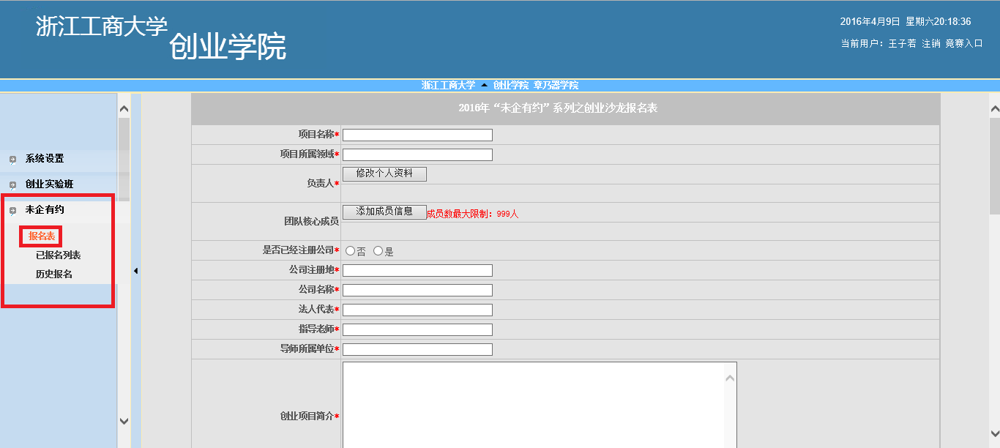 浙江工商大学
创业学院
2016年4月9日 星期六20:18:36
当前用户：王子若 注销 竞赛入口
浙江工商大学 创业学院 章乃器学院
系统设置
创业实验班
未企有约
报名表
已报名列表
历史报名
2016年“未企有约”系列之创业沙龙报名表
项目名称*
项目所属领域*
负责人*
修改个人资料
团队核心成员
添加成员信息 成员数最大限制：999人
是否已经注册公司* 否 是
公司注册地*
公司名称*
法人代表*
指导老师*
导师所属单位*
创业项目简介*